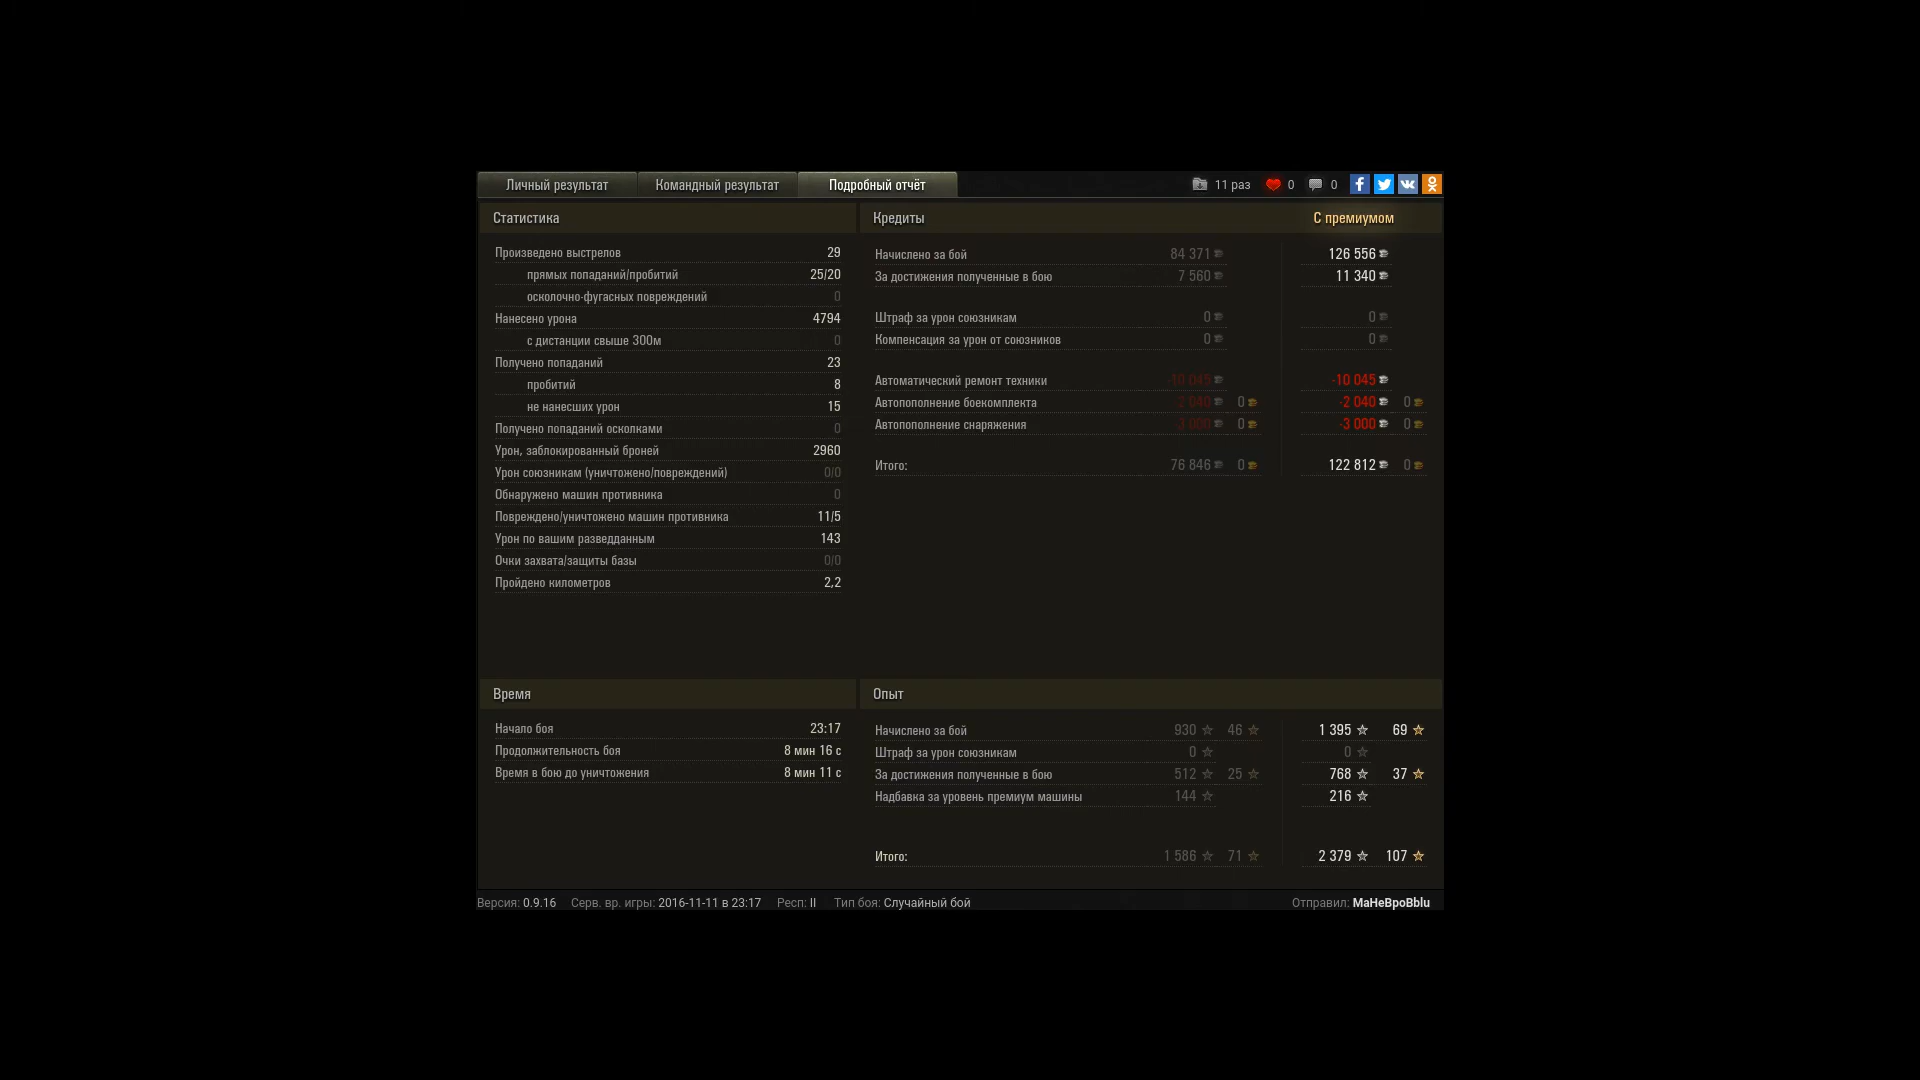 Личный результат Командный результат Подробный отчёт 11 раз 0 0
Статистика
Произведено выстрелов 29
прямых попаданий/пробитий 25/20
осколочно-фугасных повреждений 0
Нанесено урона 4794
с дистанции свыше 300м 0
Получено попаданий 23
пробитий 8
не нанесших урон 15
Получено попаданий осколками 0
Урон, заблокированный броней 2960
Урон союзникам (уничтожено/повреждений) 0/0
Обнаружено машин противника 0
Повреждено/уничтожено машин противника 11/5
Урон по вашим разведданным 143
Очки захвата/защиты базы 0/0
Пройдено километров 2,2
Кредиты С премиумом
Начислено за бой 84 371 126 556
За достижения полученные в бою 7 560 11 340
Штраф за урон союзникам 0 0
Компенсация за урон от союзников 0 0
Автоматический ремонт техники -10 045 -10 045
Автопополнение боекомплекта -2 040 0 -2 040 0
Автопополнение снаряжения -3 000 0 -3 000 0
Итого: 76 846 0 122 812 0
Время
Начало боя 23:17
Продолжительность боя 8 мин 16 с
Время в бою до уничтожения 8 мин 11 с
Опыт
Начислено за бой 930 46 1 395 69
Штраф за урон союзникам 0 0
За достижения полученные в бою 512 25 768 37
Надбавка за уровень премиум машины 144 216
Итого: 1 586 71 2 379 107
Версия: 0.9.16 Серв. вр. игры: 2016-11-11 в 23:17 Респ: II Тип боя: Случайный бой Отправил: MaHeBpoBblu